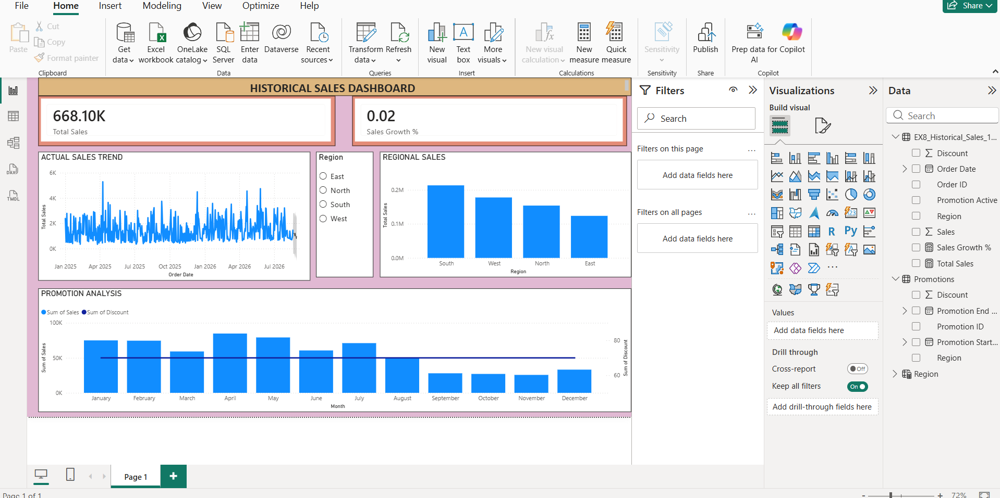 File Home Insert Modeling View Optimize Help Share
Paste
Cut
Copy
Format painter
Clipboard
Get data
Excel workbook
OneLake catalog
SQL Server
Enter data
Dataverse
Recent sources
Data
Transform data
Refresh
Queries
New visual
Text box
More visuals
Insert
New visual calculation
New measure
Quick measure
Calculations
Sensitivity
Sensitivity
Publish
Share
Prep data for AI
Copilot
Copilot
DAX
TMDL
HISTORICAL SALES DASHBOARD
668.10K
Total Sales
0.02
Sales Growth %
ACTUAL SALES TREND
Total Sales
6K
4K
2K
0K
Jan 2025 Apr 2025 Jul 2025 Oct 2025 Jan 2026 Apr 2026 Jul 2026
Order Date
Region
East
North
South
West
REGIONAL SALES
Total Sales
0.2M
0.1M
0.0M
South West North East
Region
PROMOTION ANALYSIS
Sum of Sales Sum of Discount
Sum of Sales
100K
50K
0K
80
60
Sum of Discount
January February March April May June July August September October November December
Month
Filters
Search
Filters on this page ...
Add data fields here
Filters on all pages ...
Add data fields here
Visualizations
Build visual
123
R
Py
...
Values
Add data fields here
Drill through
Cross-report Off
Keep all filters On
Add drill-through fields here
Data
Search
EX8_Historical_Sales_1...
Discount
Order Date
Order ID
Promotion Active
Region
Sales
Sales Growth %
Total Sales
Promotions
Discount
Promotion End ...
Promotion ID
Promotion Start...
Region
Region
Page 1
Page 1 of 1
- + 72%